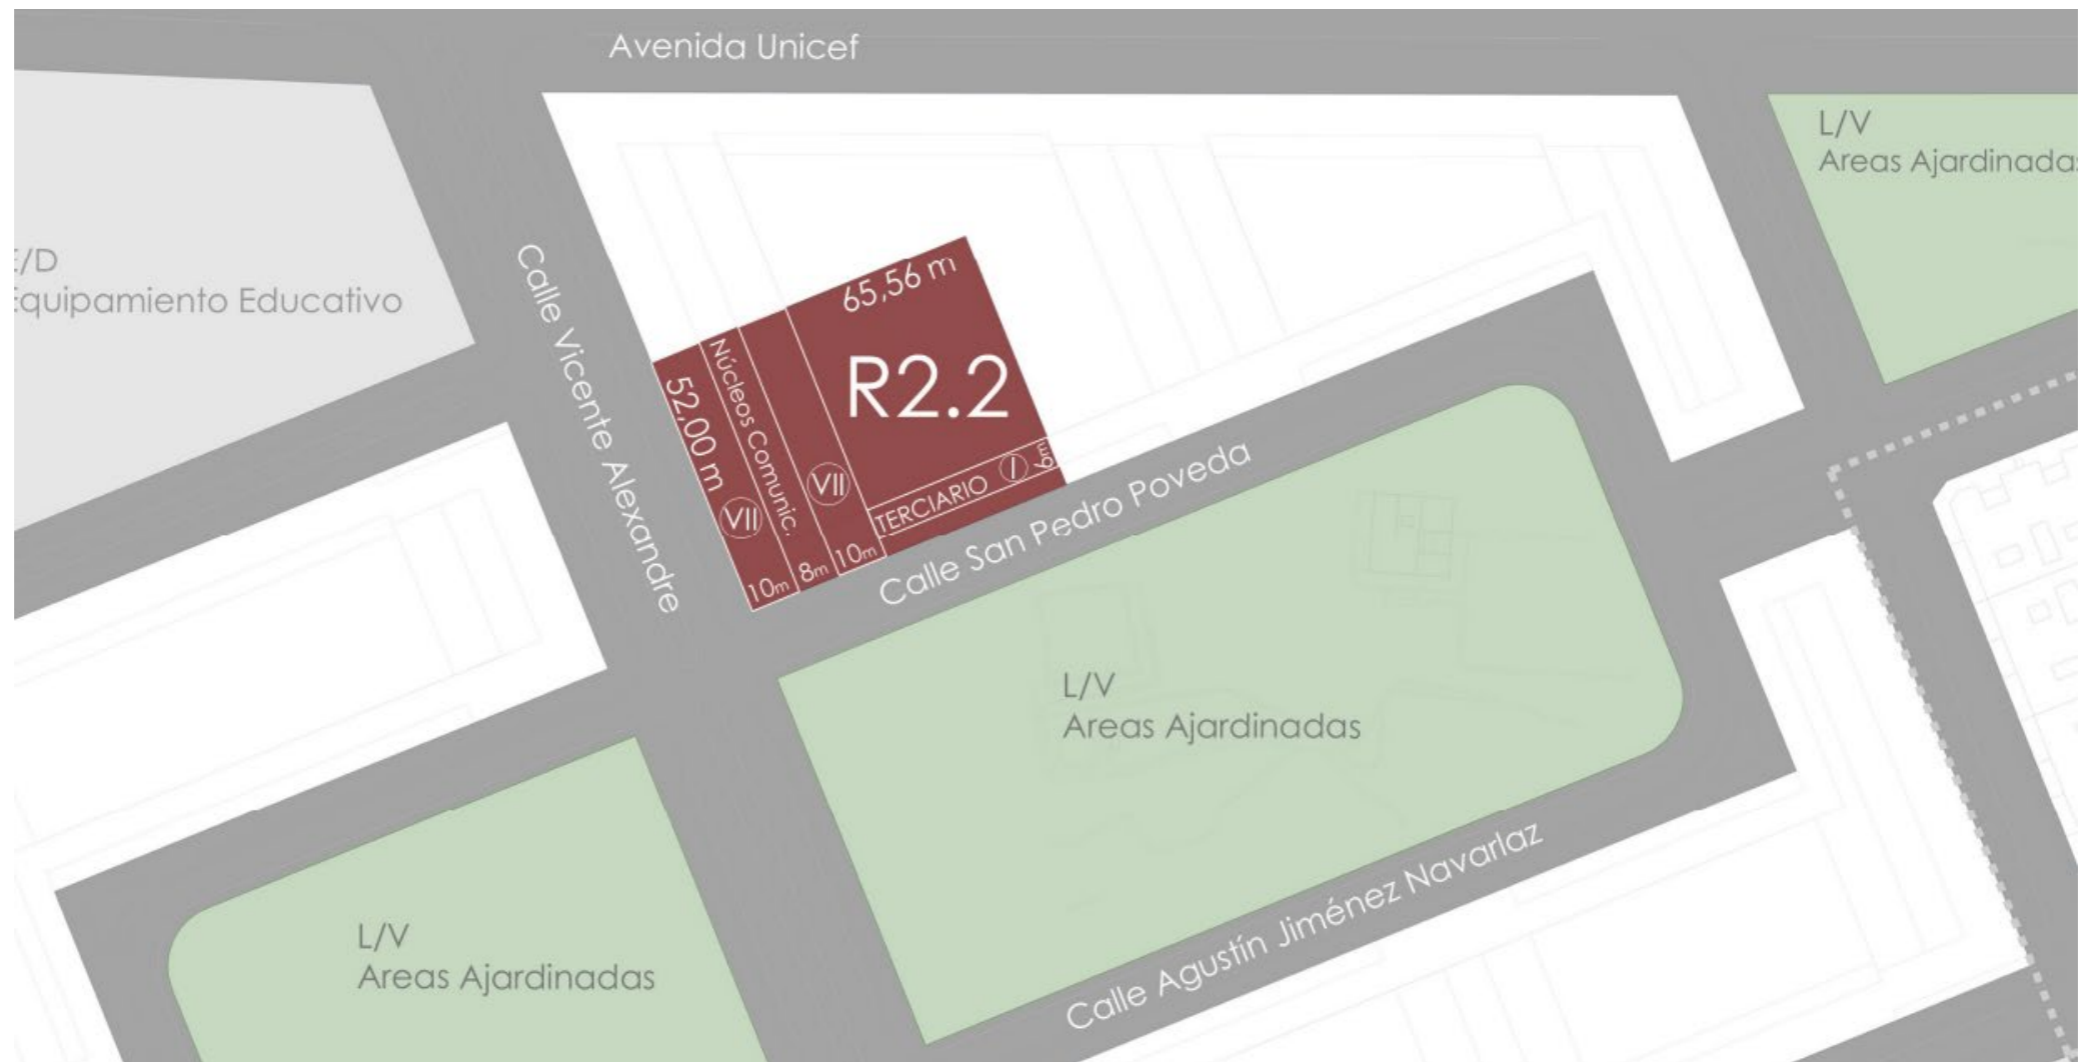 Avenida Unicef
L/V
Areas Ajardinadas
/D
quipamiento Educativo
Calle Vicente Alexandre
65,56 m
R2.2
52,00 m
Núcleos Comunic.
VII
VII
TERCIARIO
I
6m
10m
8m
10m
Calle San Pedro Poveda
L/V
Areas Ajardinadas
L/V
Areas Ajardinadas
Calle Agustín Jiménez Navarlaz